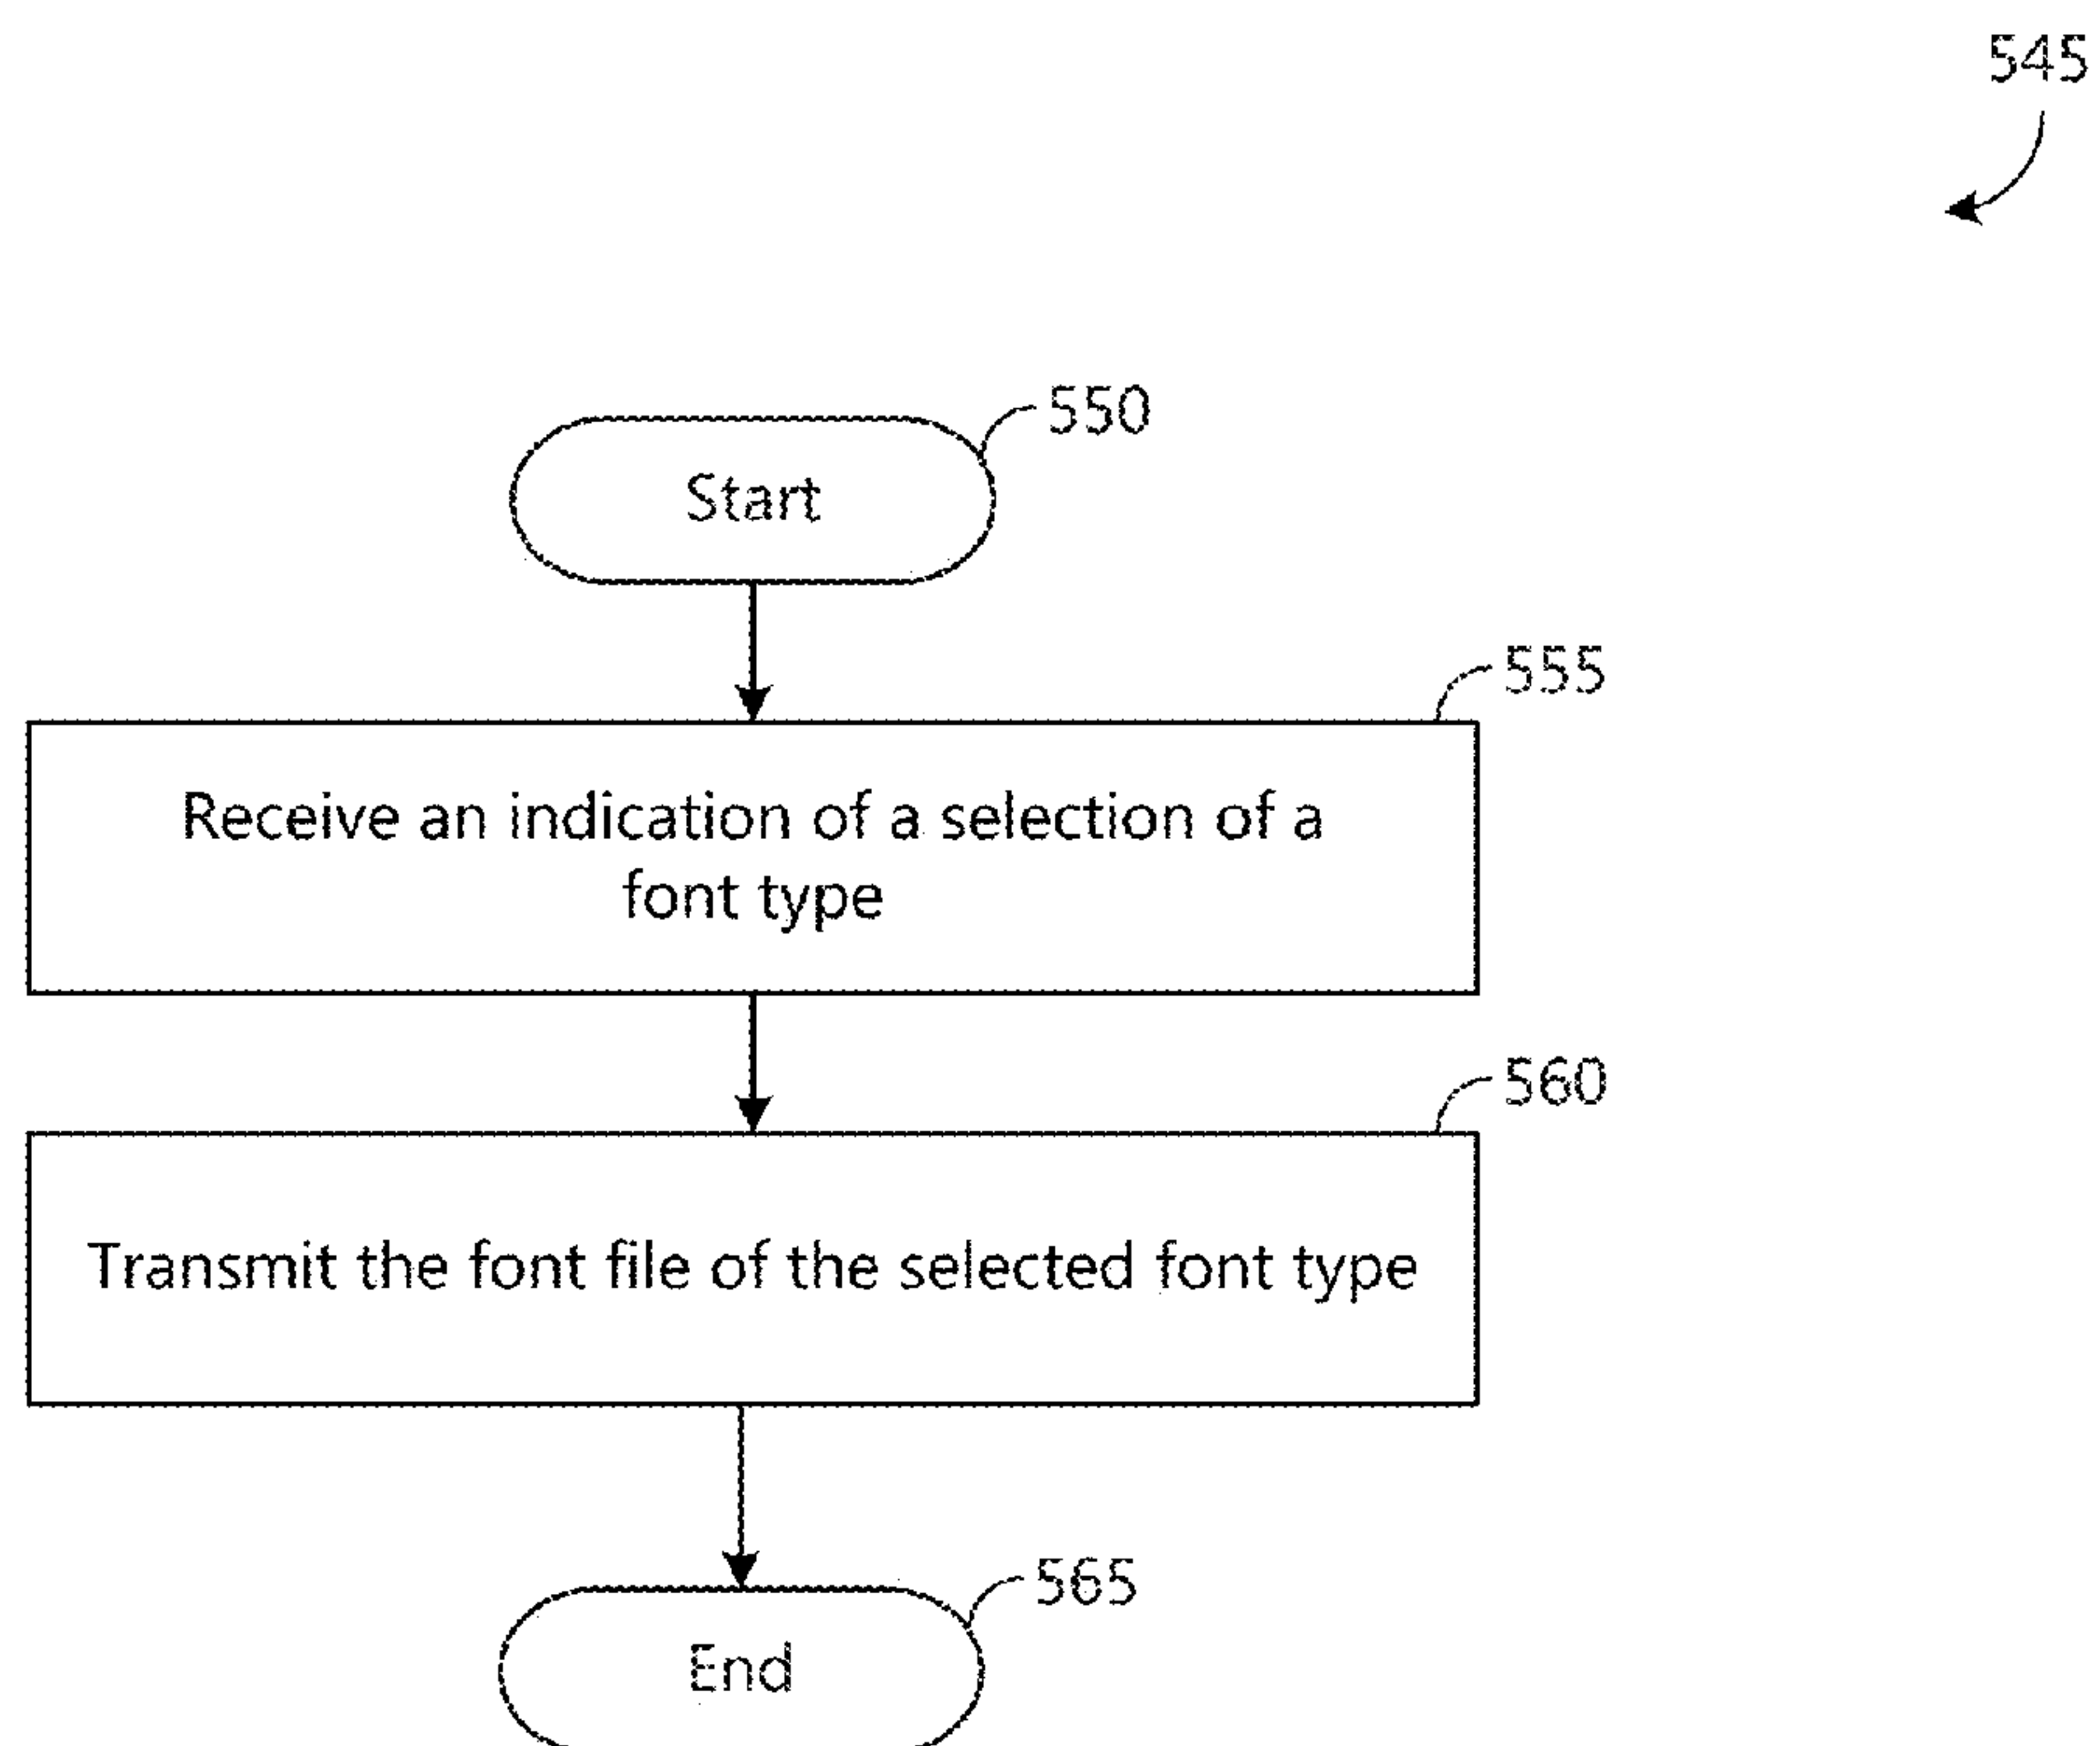 545
550
Start
555
Receive an indication of a selection of a
font type
560
Transmit the font file of the selected font type
565
End